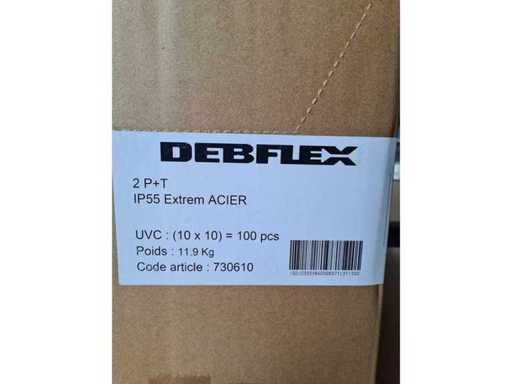 DEBFLEX
2 P+T
IP55 Extrem ACIER
UVC : (10 x 10) = 100 pcs
Poids : 11.9 Kg
Code article : 730610